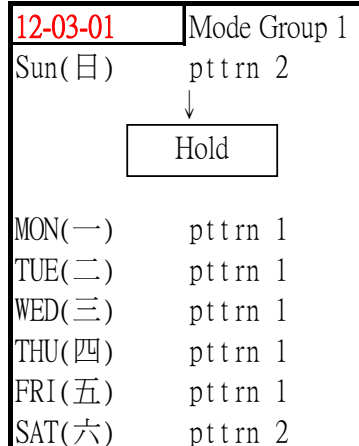 12-03-01 Mode Group 1
Sun(日) pttrn 2
↓
Hold
MON(一) pttrn 1
TUE(二) pttrn 1
WED(三) pttrn 1
THU(四) pttrn 1
FRI(五) pttrn 1
SAT(六) pttrn 2